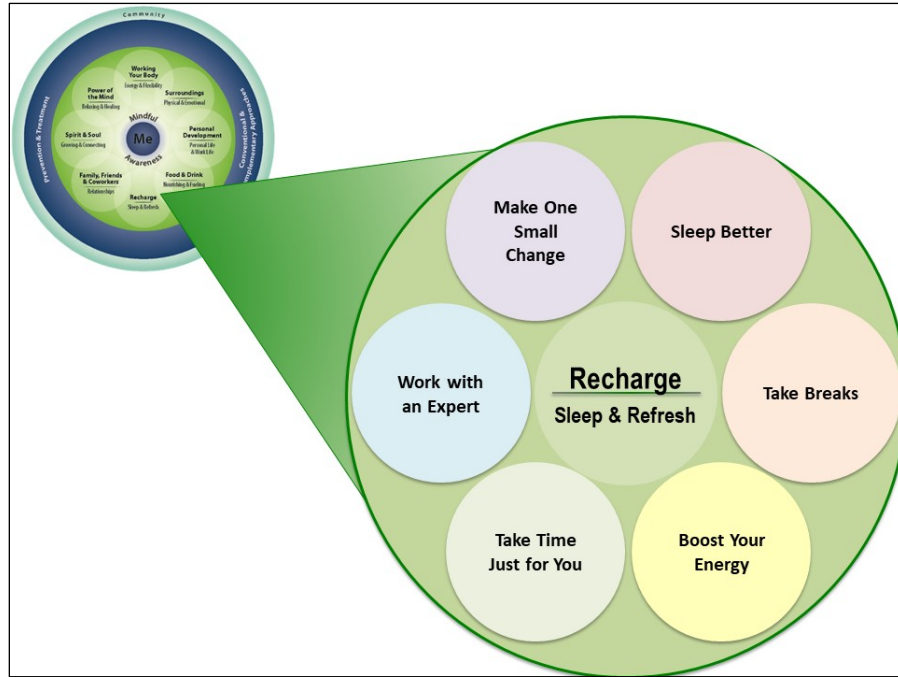 Community
Prevention & Treatment
Conventional &
Complementary Approaches
Working
Your Body
Energy & Flexibility
Surroundings
Physical & Emotional
Personal
Development
Personal Life
& Work Life
Food & Drink
Nourishing & Fueling
Recharge
Sleep & Refresh
Family, Friends
& Coworkers
Relationships
Spirit & Soul
Growing & Connecting
Power of
the Mind
Relaxing & Healing
Mindful
Me
Awareness
Make One
Small
Change
Sleep Better
Work with
an Expert
Recharge
Sleep & Refresh
Take Breaks
Take Time
Just for You
Boost Your
Energy